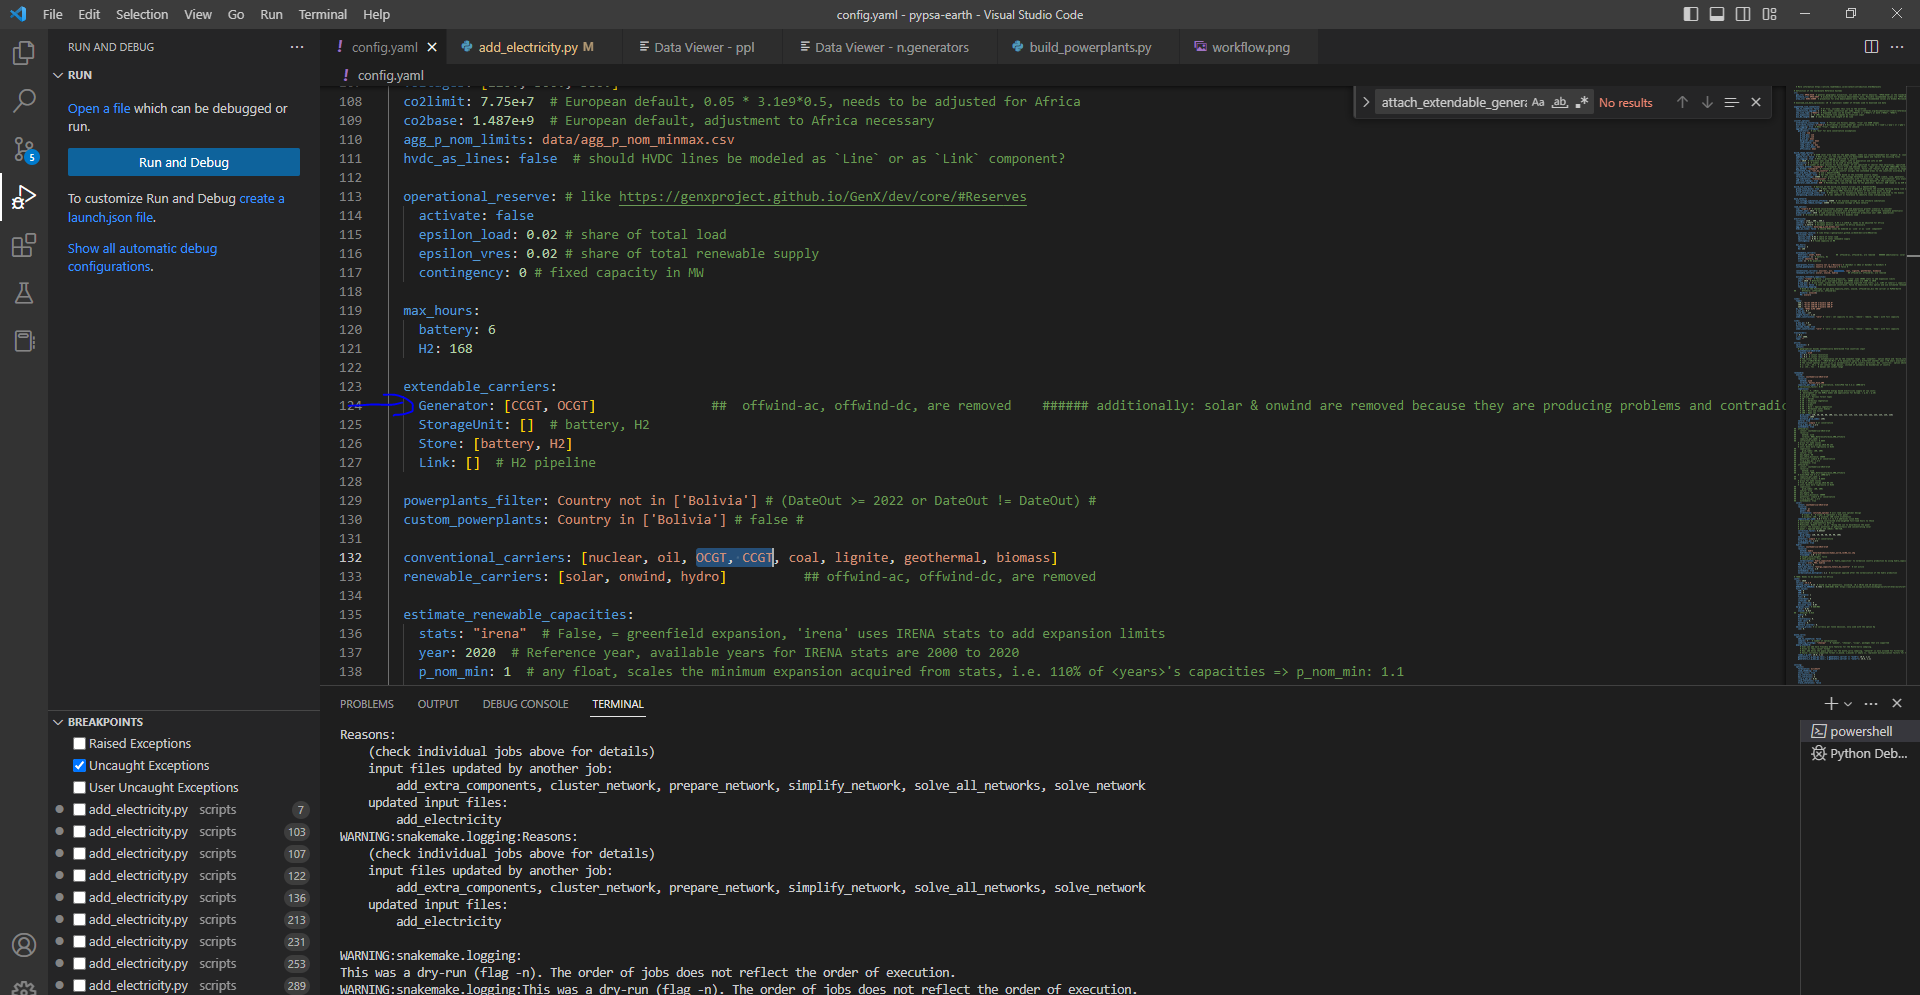 File Edit Selection View Go Run Terminal Help
config.yaml - pypsa-earth - Visual Studio Code
RUN AND DEBUG
RUN
Open a file which can be debugged or
run.
Run and Debug
To customize Run and Debug create a
launch.json file.
Show all automatic debug
configurations.
5
BREAKPOINTS
Raised Exceptions
Uncaught Exceptions
User Uncaught Exceptions
add_electricity.py scripts 7
add_electricity.py scripts 103
add_electricity.py scripts 107
add_electricity.py scripts 122
add_electricity.py scripts 136
add_electricity.py scripts 213
add_electricity.py scripts 231
add_electricity.py scripts 253
add_electricity.py scripts 289
! config.yaml
add_electricity.py M
Data Viewer - ppl
Data Viewer - n.generators
build_powerplants.py
workflow.png
! config.yaml
attach_extendable_genera Aa ab No results
108 co2limit: 7.75e+7 # European default, 0.05 * 3.1e9*0.5, needs to be adjusted for Africa
109 co2base: 1.487e+9 # European default, adjustment to Africa necessary
110 agg_p_nom_limits: data/agg_p_nom_minmax.csv
111 hvdc_as_lines: false # should HVDC lines be modeled as `Line` or as `Link` component?
112
113 operational_reserve: # like https://genxproject.github.io/GenX/dev/core/#Reserves
114 activate: false
115 epsilon_load: 0.02 # share of total load
116 epsilon_vres: 0.02 # share of total renewable supply
117 contingency: 0 # fixed capacity in MW
118
119 max_hours:
120 battery: 6
121 H2: 168
122
123 extendable_carriers:
124 Generator: [CCGT, OCGT] ## offwind-ac, offwind-dc, are removed ###### additionally: solar & onwind are removed because they are producing problems and contradic
125 StorageUnit: [] # battery, H2
126 Store: [battery, H2]
127 Link: [] # H2 pipeline
128
129 powerplants_filter: Country not in ['Bolivia'] # (DateOut >= 2022 or DateOut != DateOut) #
130 custom_powerplants: Country in ['Bolivia'] # false #
131
132 conventional_carriers: [nuclear, oil, OCGT, CCGT, coal, lignite, geothermal, biomass]
133 renewable_carriers: [solar, onwind, hydro] ## offwind-ac, offwind-dc, are removed
134
135 estimate_renewable_capacities:
136 stats: "irena" # False, = greenfield expansion, 'irena' uses IRENA stats to add expansion limits
137 year: 2020 # Reference year, available years for IRENA stats are 2000 to 2020
138 p_nom_min: 1 # any float, scales the minimum expansion acquired from stats, i.e. 110% of <years>'s capacities => p_nom_min: 1.1
PROBLEMS OUTPUT DEBUG CONSOLE TERMINAL
powershell
Python Deb...
Reasons:
(check individual jobs above for details)
input files updated by another job:
add_extra_components, cluster_network, prepare_network, simplify_network, solve_all_networks, solve_network
updated input files:
add_electricity
WARNING:snakemake.logging:Reasons:
(check individual jobs above for details)
input files updated by another job:
add_extra_components, cluster_network, prepare_network, simplify_network, solve_all_networks, solve_network
updated input files:
add_electricity
WARNING:snakemake.logging:
This was a dry-run (flag -n). The order of jobs does not reflect the order of execution.
WARNING:snakemake.logging:This was a dry-run (flag -n). The order of jobs does not reflect the order of execution.